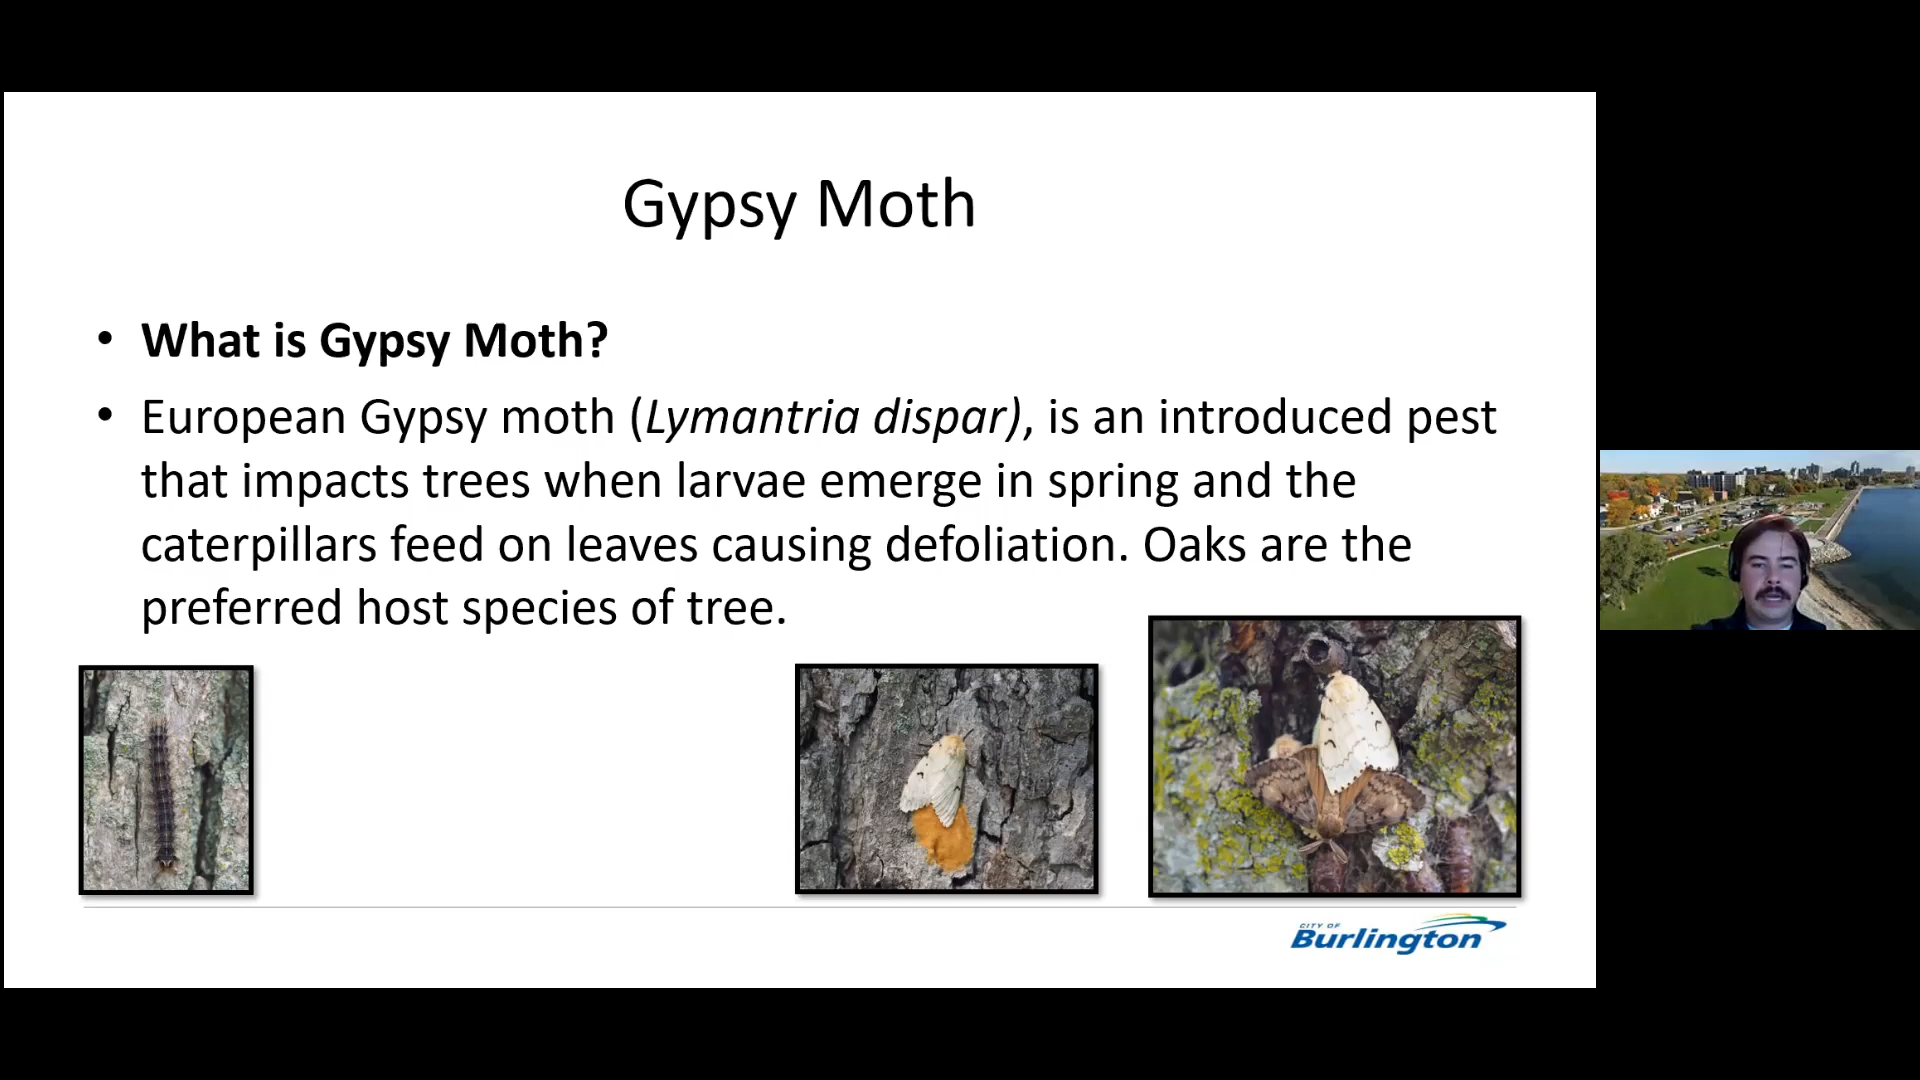 Gypsy Moth
• What is Gypsy Moth?
• European Gypsy moth (Lymantria dispar), is an introduced pest
that impacts trees when larvae emerge in spring and the
caterpillars feed on leaves causing defoliation. Oaks are the
preferred host species of tree.
CITY OF
Burlington